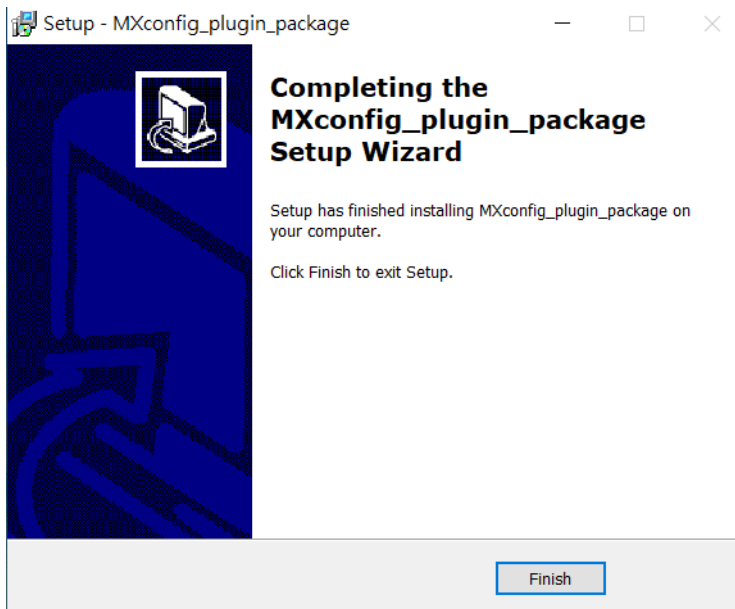 Setup - MXconfig_plugin_package
Completing the
MXconfig_plugin_package
Setup Wizard
Setup has finished installing MXconfig_plugin_package on
your computer.
Click Finish to exit Setup.
Finish